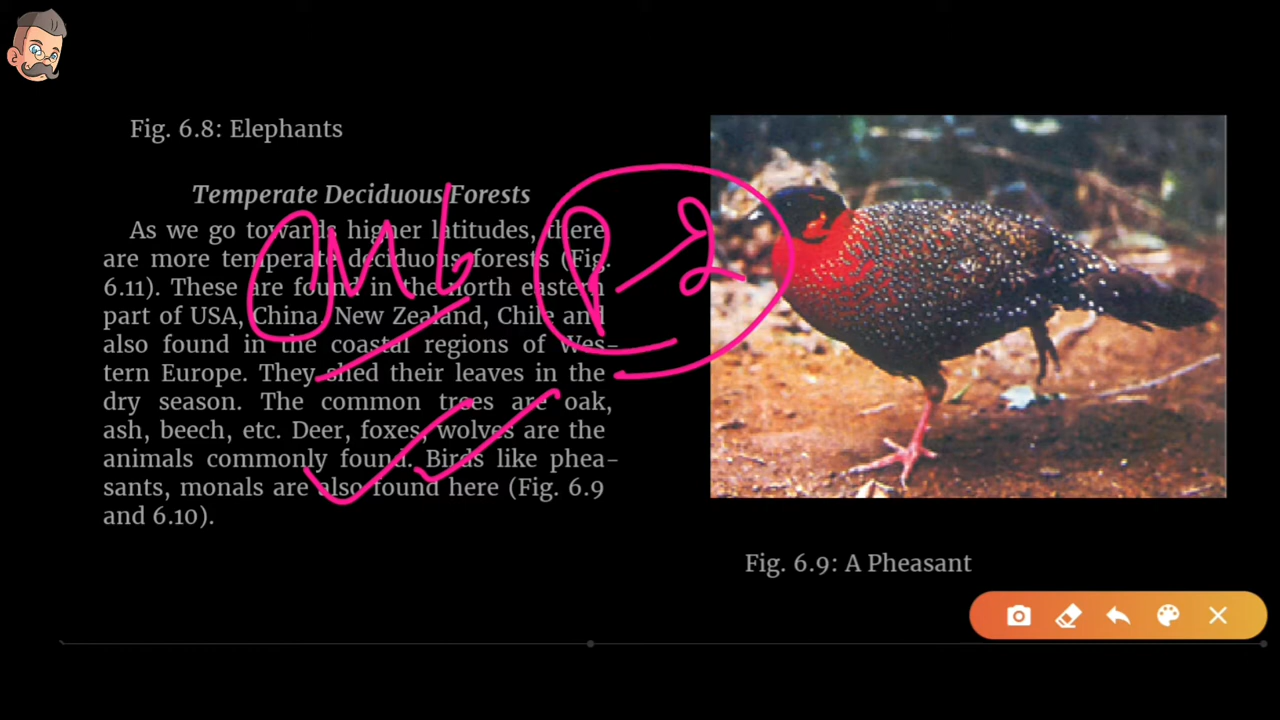 Fig. 6.8: Elephants
Temperate Deciduous Forests
As we go towards higher latitudes, there
are more temperate deciduous forests (Fig.
6.11). These are found in the north eastern
part of USA, China, New Zealand, Chile and
also found in the coastal regions of Wes-
tern Europe. They shed their leaves in the
dry season. The common trees are oak,
ash, beech, etc. Deer, foxes, wolves are the
animals commonly found. Birds like phea-
sants, monals are also found here (Fig. 6.9
and 6.10).
P-2
Fig. 6.9: A Pheasant